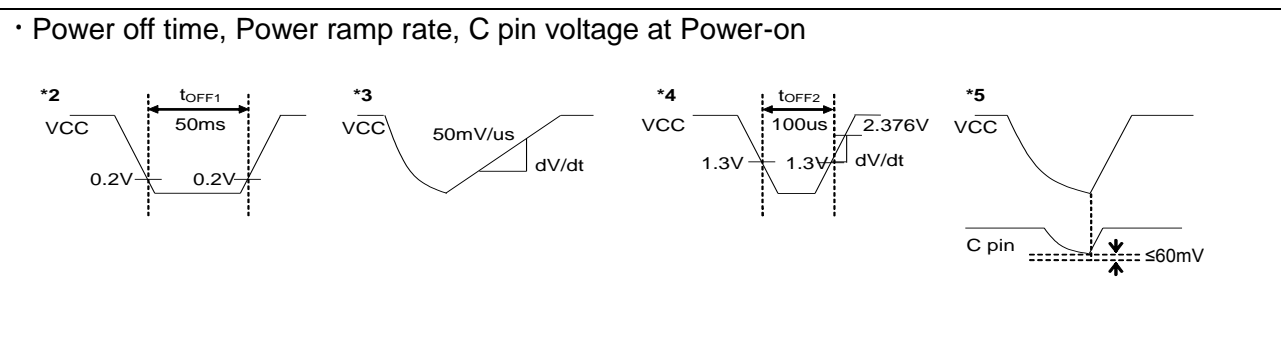 ・Power off time, Power ramp rate, C pin voltage at Power-on
*2
tOFF1
VCC
50ms
0.2V
0.2V
*3
VCC
50mV/us
dV/dt
*4
tOFF2
VCC
100us
2.376V
1.3V
1.3V
dV/dt
*5
VCC
C pin
≤60mV